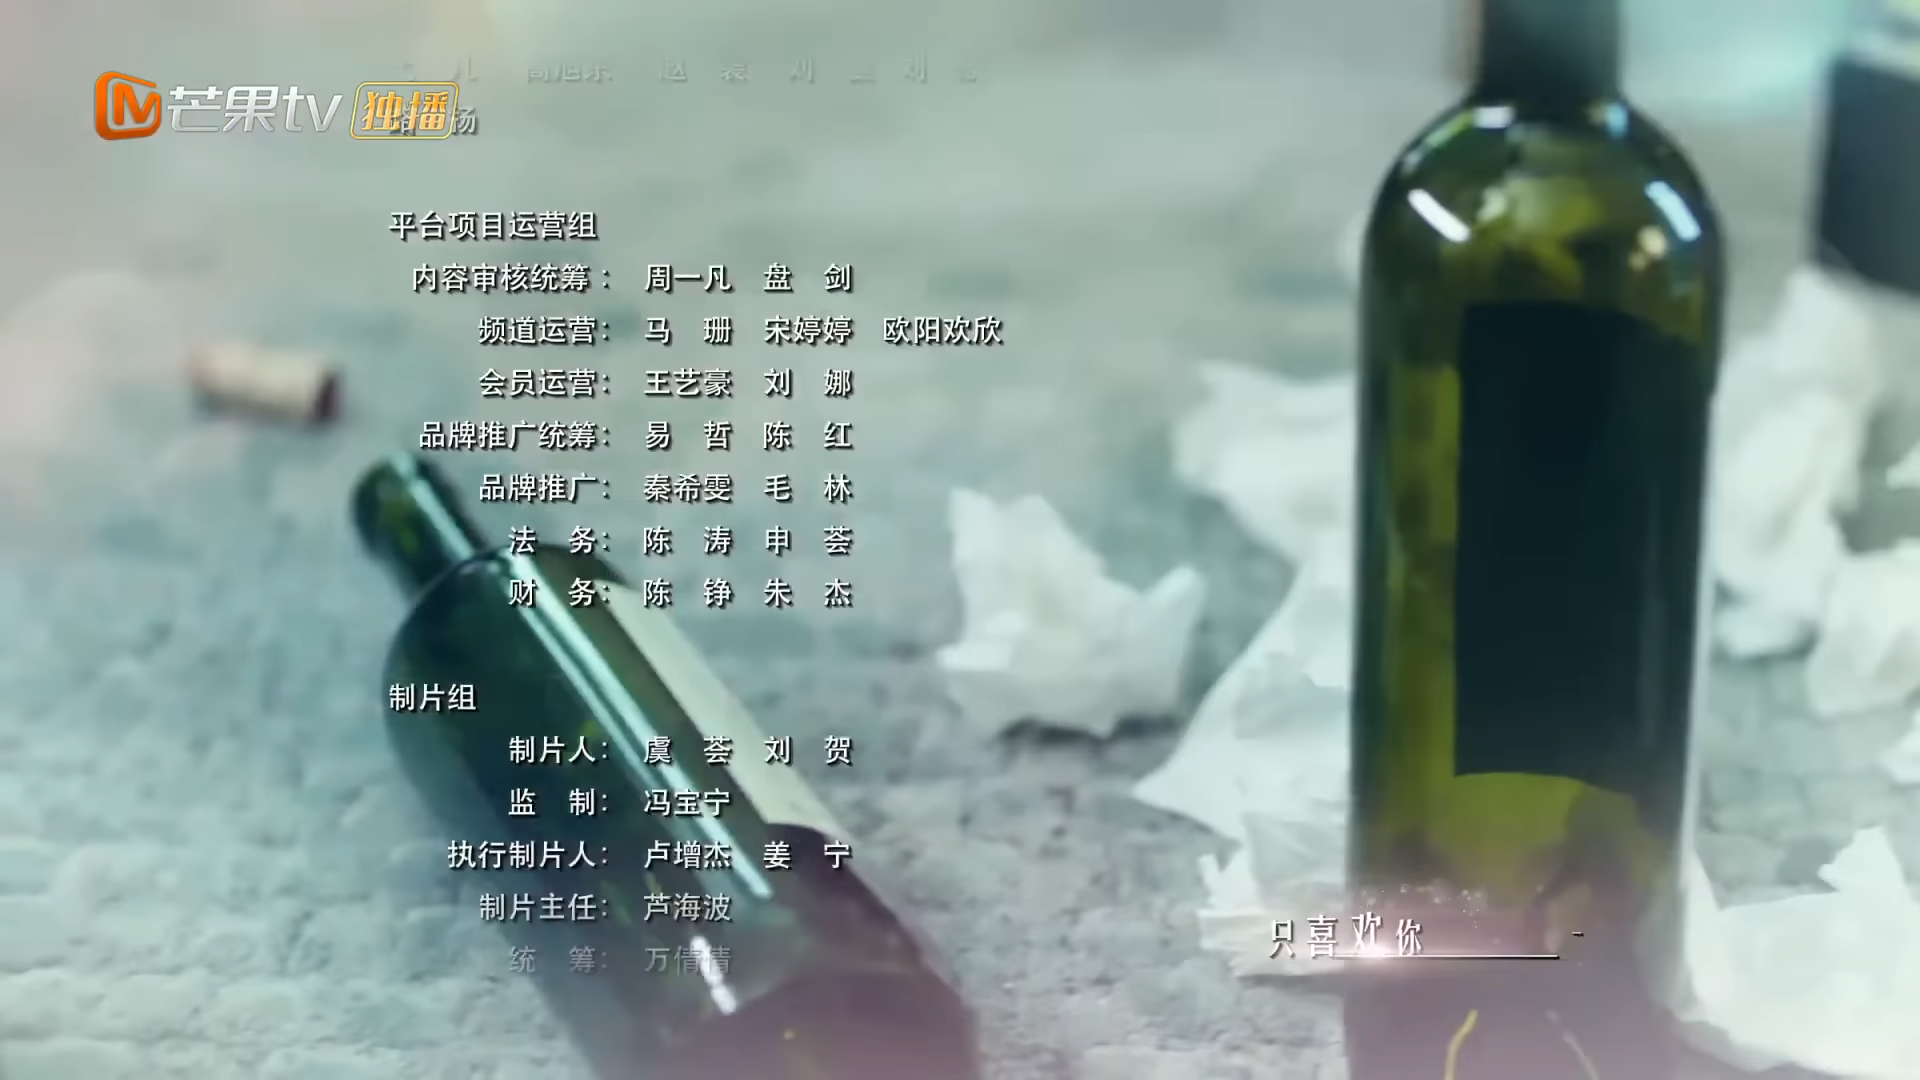 芒果tv 独播
扬
平台项目运营组
内容审核统筹： 周一凡 盘 剑
频道运营： 马 珊 宋婷婷 欧阳欢欣
会员运营： 王艺豪 刘 娜
品牌推广统筹： 易 哲 陈 红
品牌推广： 秦希雯 毛 林
法 务： 陈 涛 申 荟
财 务： 陈 铮 朱 杰
制片组
制片人： 虞 荟 刘 贺
监 制： 冯宝宁
执行制片人： 卢增杰 姜 宁
制片主任： 芦海波
统 筹： 万倩倩
只喜欢你